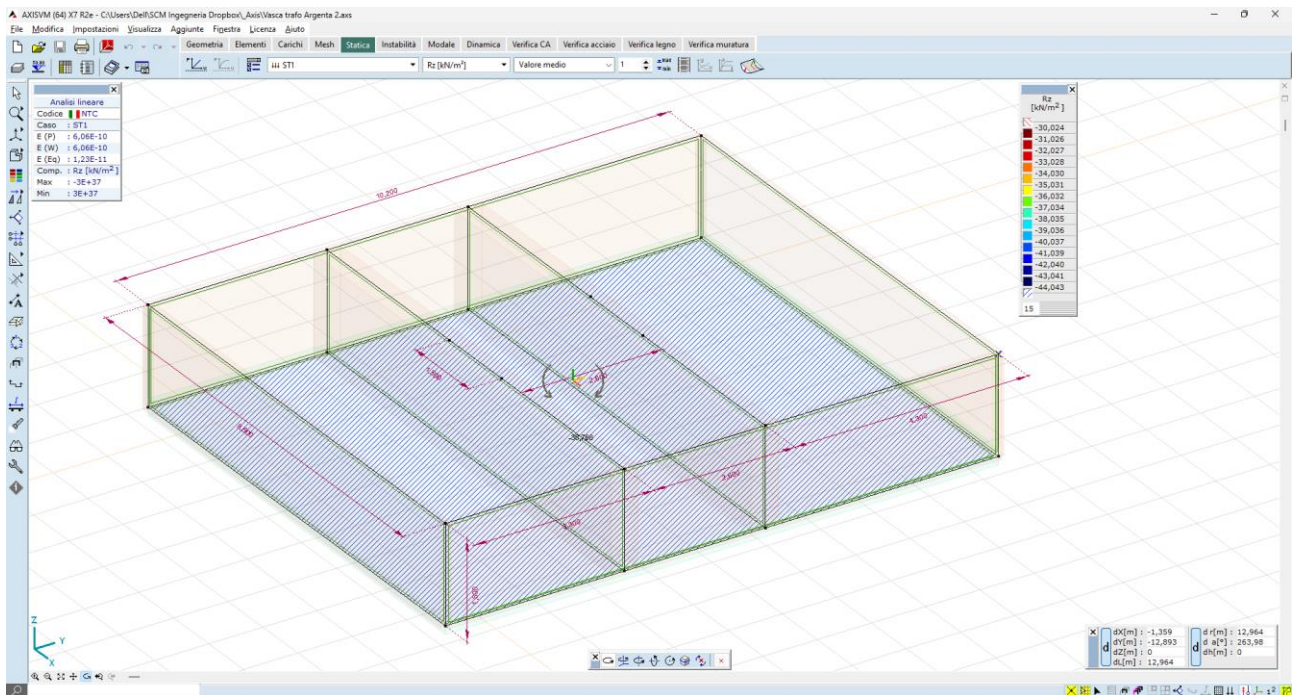 AXISVM (64) X7 R2e - C:\Users\Dell\SCM Ingegneria Dropbox\_Axis\Vasca trafo Argenta 2.axs
File Modifica Impostazioni Visualizza Aggiunte Finestra Licenza Aiuto
Geometria Elementi Carichi Mesh Statica Instabilità Modale Dinamica Verifica CA Verifica acciaio Verifica legno Verifica muratura
ST1 Rz [kN/m²] Valore medio 1
Analisi lineare
Codice NTC
Caso : ST1
E (P) : 6,06E-10
E (W) : 6,06E-10
E (Eq) : 1,23E-11
Comp. : Rz [kN/m²]
Max : -3E+37
Min : 3E+37
Rz
[kN/m²]
-30,024
-31,026
-32,027
-33,028
-34,030
-35,031
-36,032
-37,034
-38,035
-39,036
-40,037
-41,039
-42,040
-43,041
-44,043
15
10,200
2,600
2,600
Z
Y
X
dX[m] : -1,359
dY[m] : -12,893
dZ[m] : 0
dL[m] : 12,964
d r[m] : 12,964
d a[°] : 263,98
dh[m] : 0
d
d